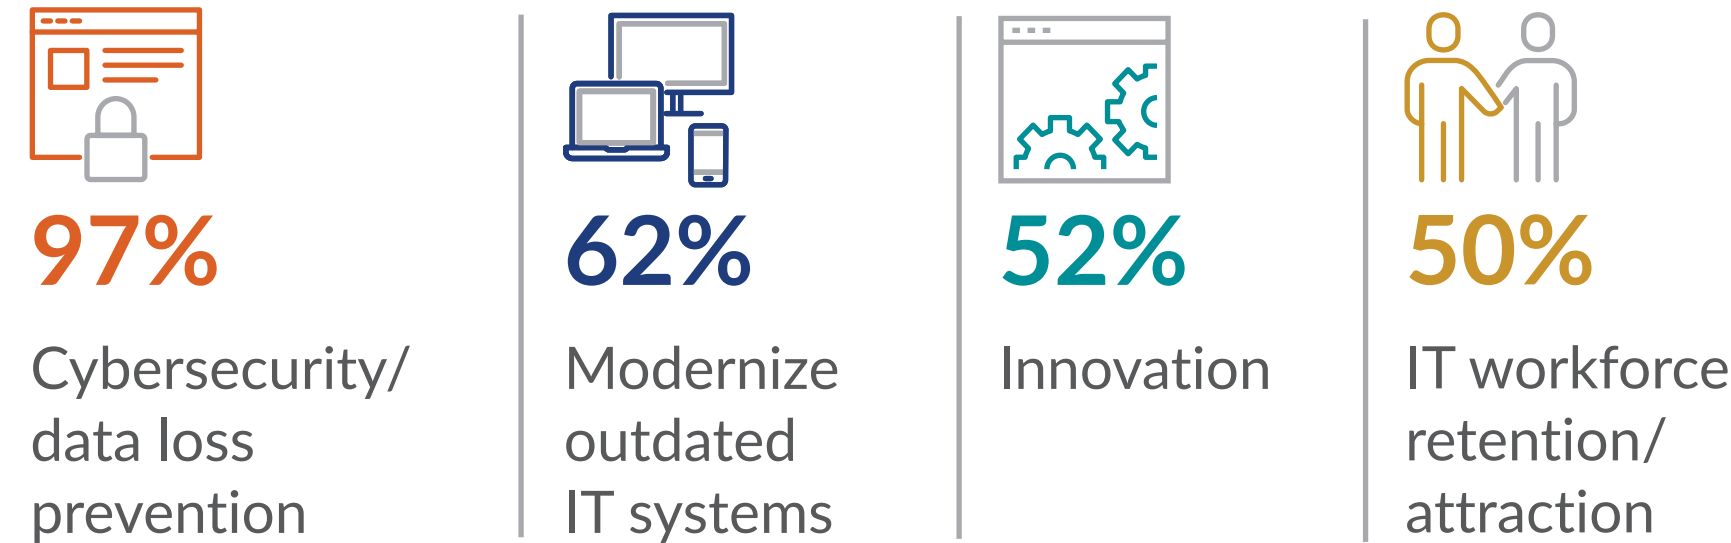 97%
Cybersecurity/
data loss
prevention
62%
Modernize
outdated
IT systems
52%
Innovation
50%
IT workforce
retention/
attraction